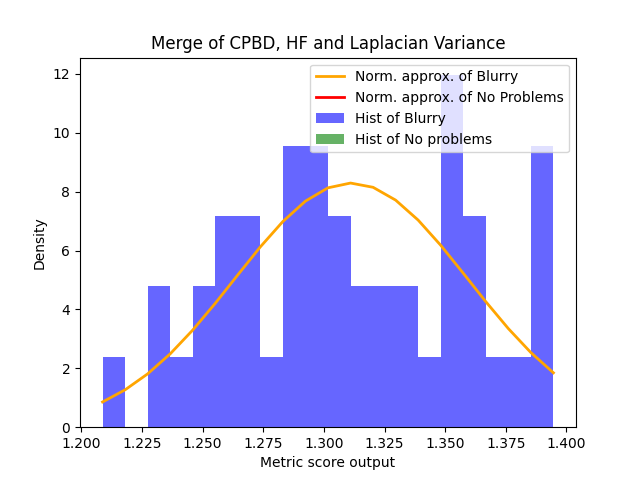 Merge of CPBD, HF and Laplacian Variance
Norm. approx. of Blurry
Norm. approx. of No Problems
Hist of Blurry
Hist of No problems
Density
12
10
8
6
4
2
0
1.200 1.225 1.250 1.275 1.300 1.325 1.350 1.375 1.400
Metric score output